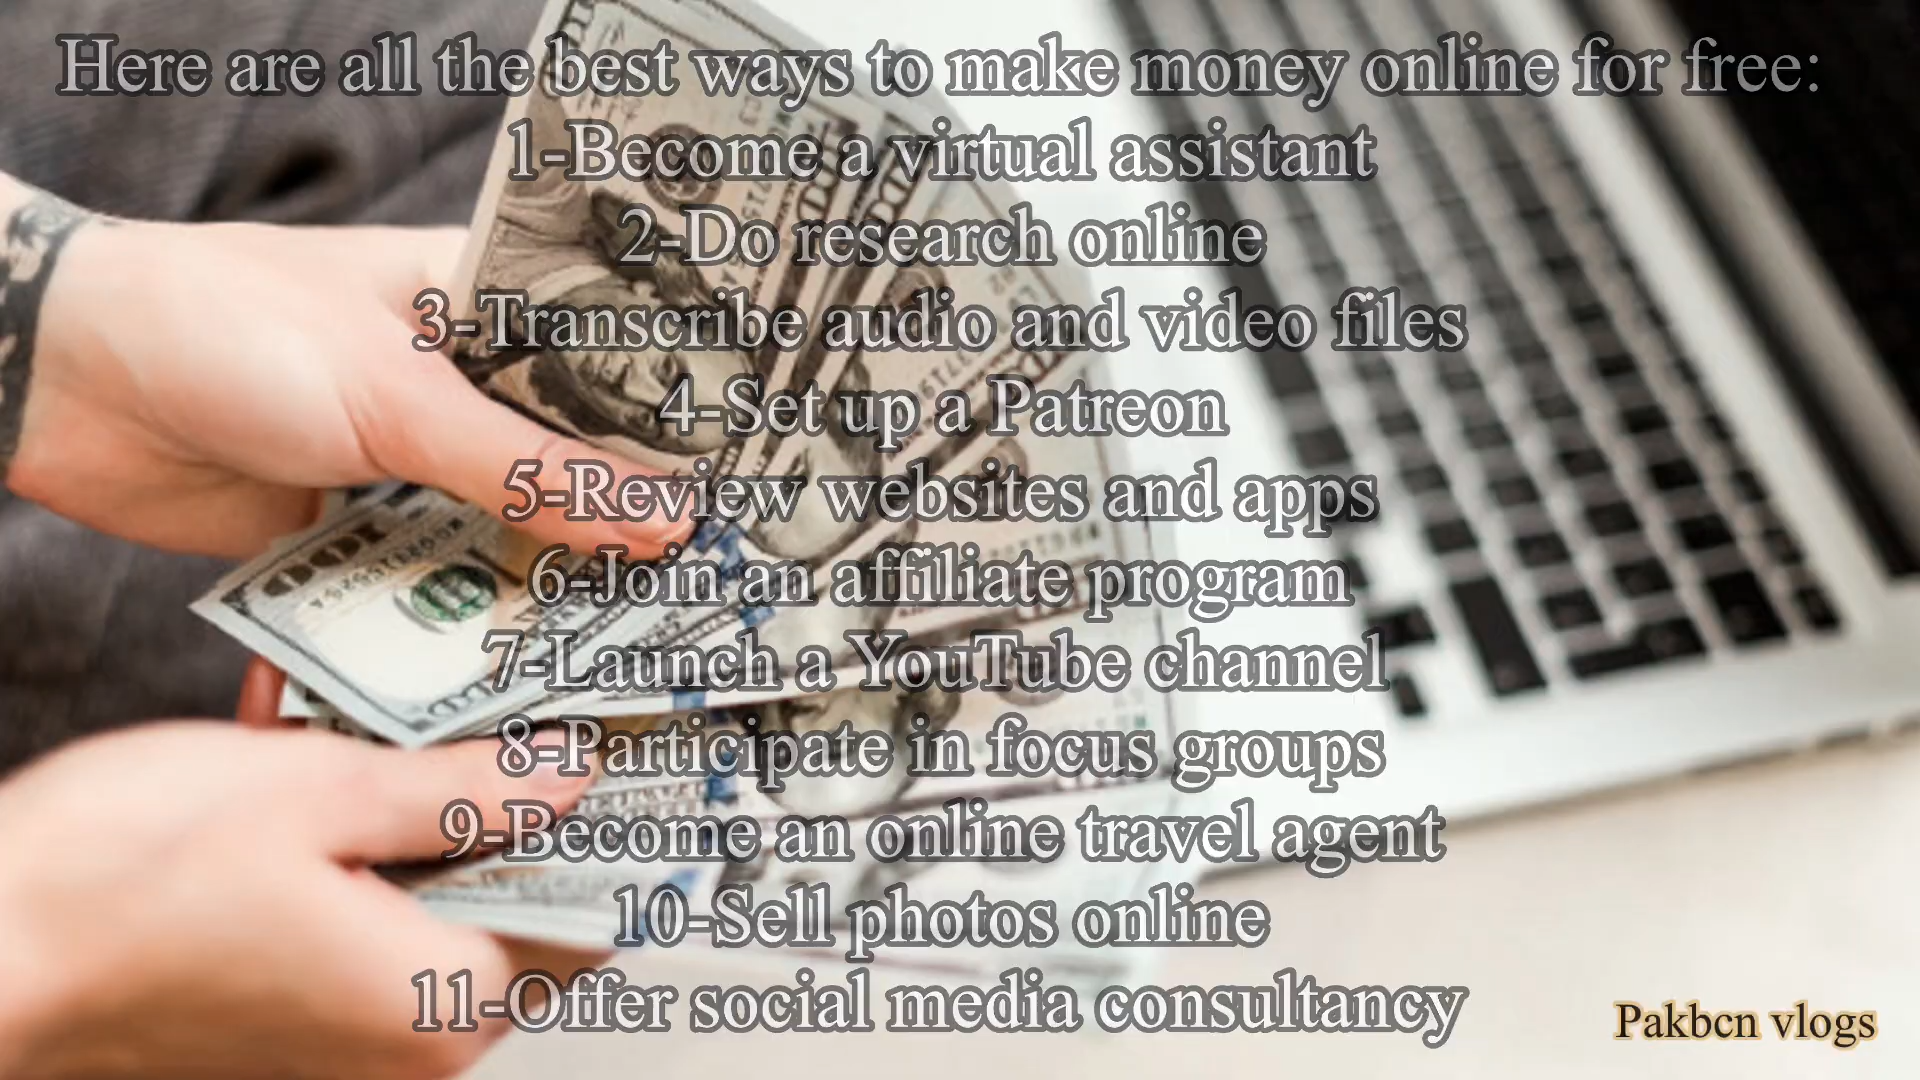 Here are all the best ways to make money online for free:
1-Become a virtual assistant
2-Do research online
3-Transcribe audio and video files
4-Set up a Patreon
5-Review websites and apps
6-Join an affiliate program
7-Launch a YouTube channel
8-Participate in focus groups
9-Become an online travel agent
10-Sell photos online
11-Offer social media consultancy
Pakbcn vlogs